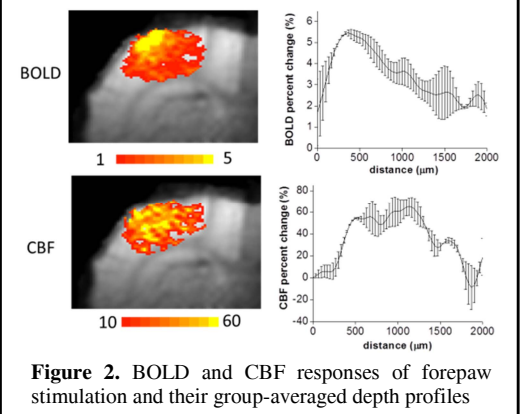 BOLD
1 5
BOLD percent change (%)
6
5
4
3
2
1
0
0 500 1000 1500 2000
distance (μm)
CBF
10 60
CBF percent change (%)
80
60
40
20
0
-20
-40
0 500 1000 1500 2000
distance (μm)
Figure 2. BOLD and CBF responses of forepaw
stimulation and their group-averaged depth profiles